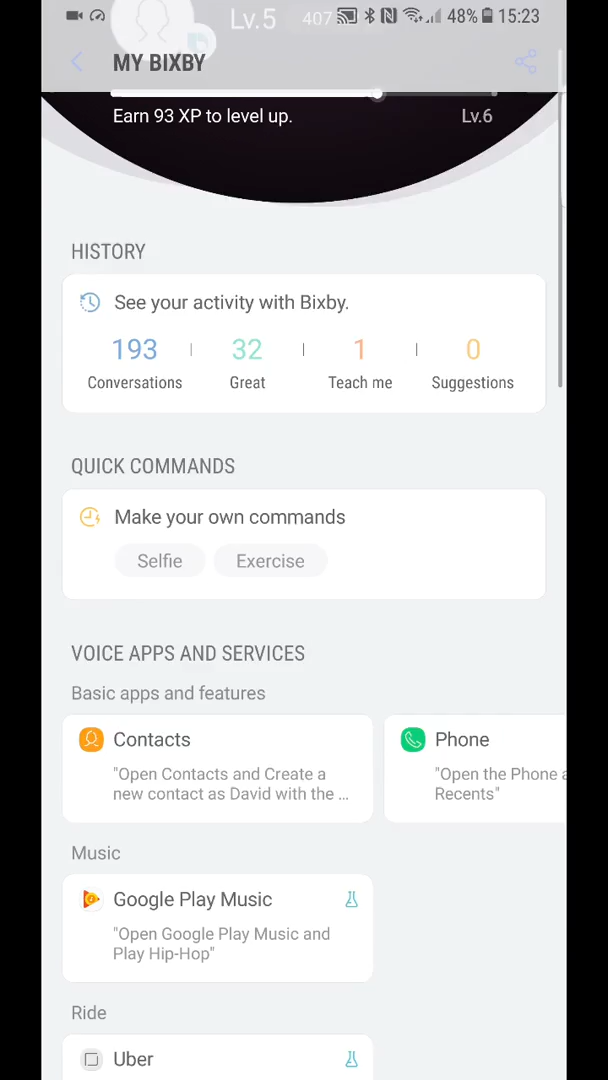 Lv.5 407 48% 15:23
MY BIXBY
Earn 93 XP to level up. Lv.6
HISTORY
See your activity with Bixby.
193 32 1 0
Conversations Great Teach me Suggestions
QUICK COMMANDS
Make your own commands
Selfie Exercise
VOICE APPS AND SERVICES
Basic apps and features
Contacts Phone
"Open Contacts and Create a "Open the Phone
new contact as David with the ... Recents"
Music
Google Play Music
"Open Google Play Music and
Play Hip-Hop"
Ride
Uber